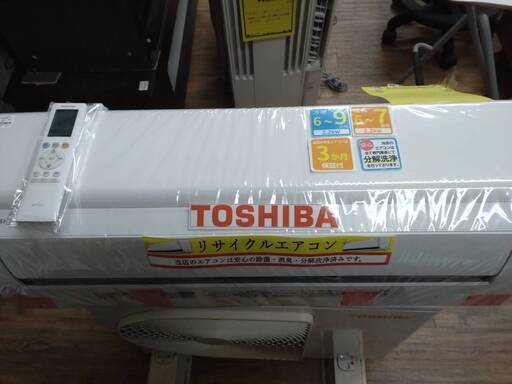 6～9
2.2kW
6～7
2.2kW
3か月
保証付
安心
分解洗浄
TOSHIBA
リサイクルエアコン
当店のエアコンは安心の除菌・消臭・分解洗浄済みです。
TOSHIBA